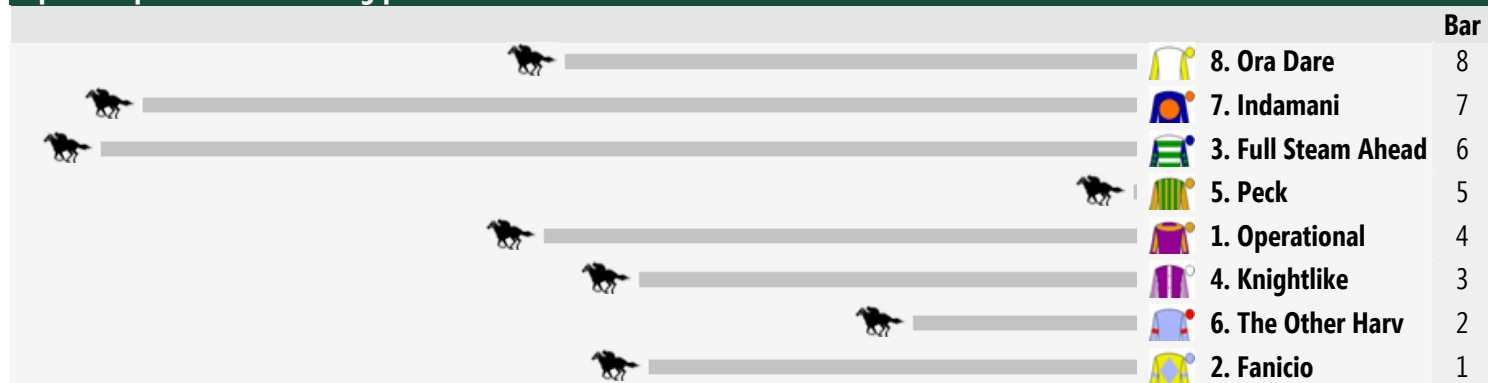 Bar
8. Ora Dare 8
7. Indamani 7
3. Full Steam Ahead 6
5. Peck 5
1. Operational 4
4. Knightlike 3
6. The Other Harv 2
2. Fanicio 1